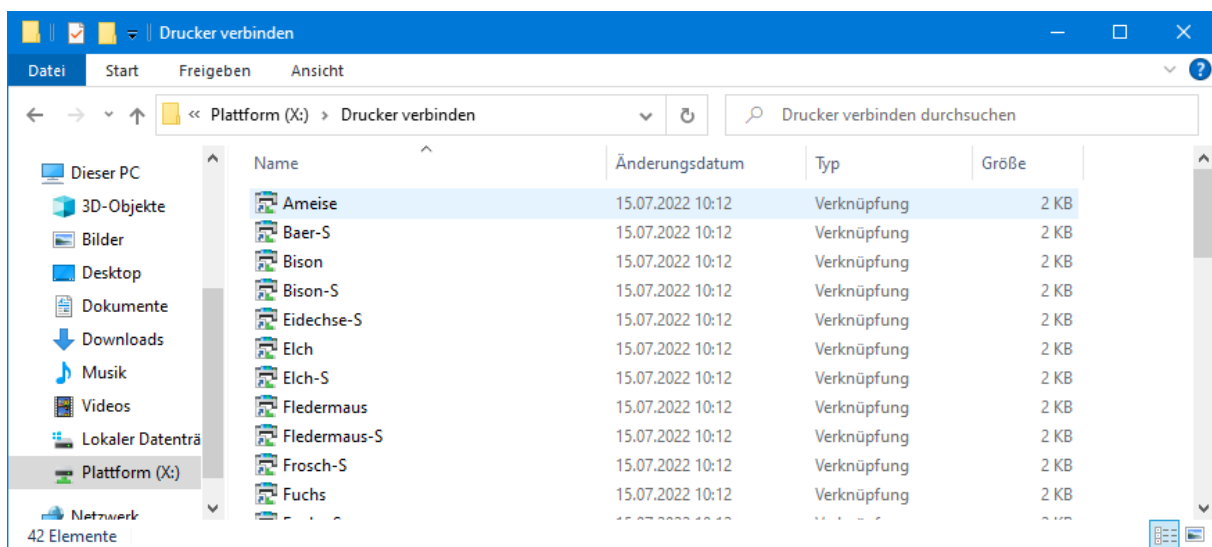 Drucker verbinden
Datei Start Freigeben Ansicht
« Plattform (X:) › Drucker verbinden Drucker verbinden durchsuchen
Dieser PC
3D-Objekte
Bilder
Desktop
Dokumente
Downloads
Musik
Videos
Lokaler Datenträ
Plattform (X:)
Netzwerk
Name Änderungsdatum Typ Größe
Ameise 15.07.2022 10:12 Verknüpfung 2 KB
Baer-S 15.07.2022 10:12 Verknüpfung 2 KB
Bison 15.07.2022 10:12 Verknüpfung 2 KB
Bison-S 15.07.2022 10:12 Verknüpfung 2 KB
Eidechse-S 15.07.2022 10:12 Verknüpfung 2 KB
Elch 15.07.2022 10:12 Verknüpfung 2 KB
Elch-S 15.07.2022 10:12 Verknüpfung 2 KB
Fledermaus 15.07.2022 10:12 Verknüpfung 2 KB
Fledermaus-S 15.07.2022 10:12 Verknüpfung 2 KB
Frosch-S 15.07.2022 10:12 Verknüpfung 2 KB
Fuchs 15.07.2022 10:12 Verknüpfung 2 KB
42 Elemente